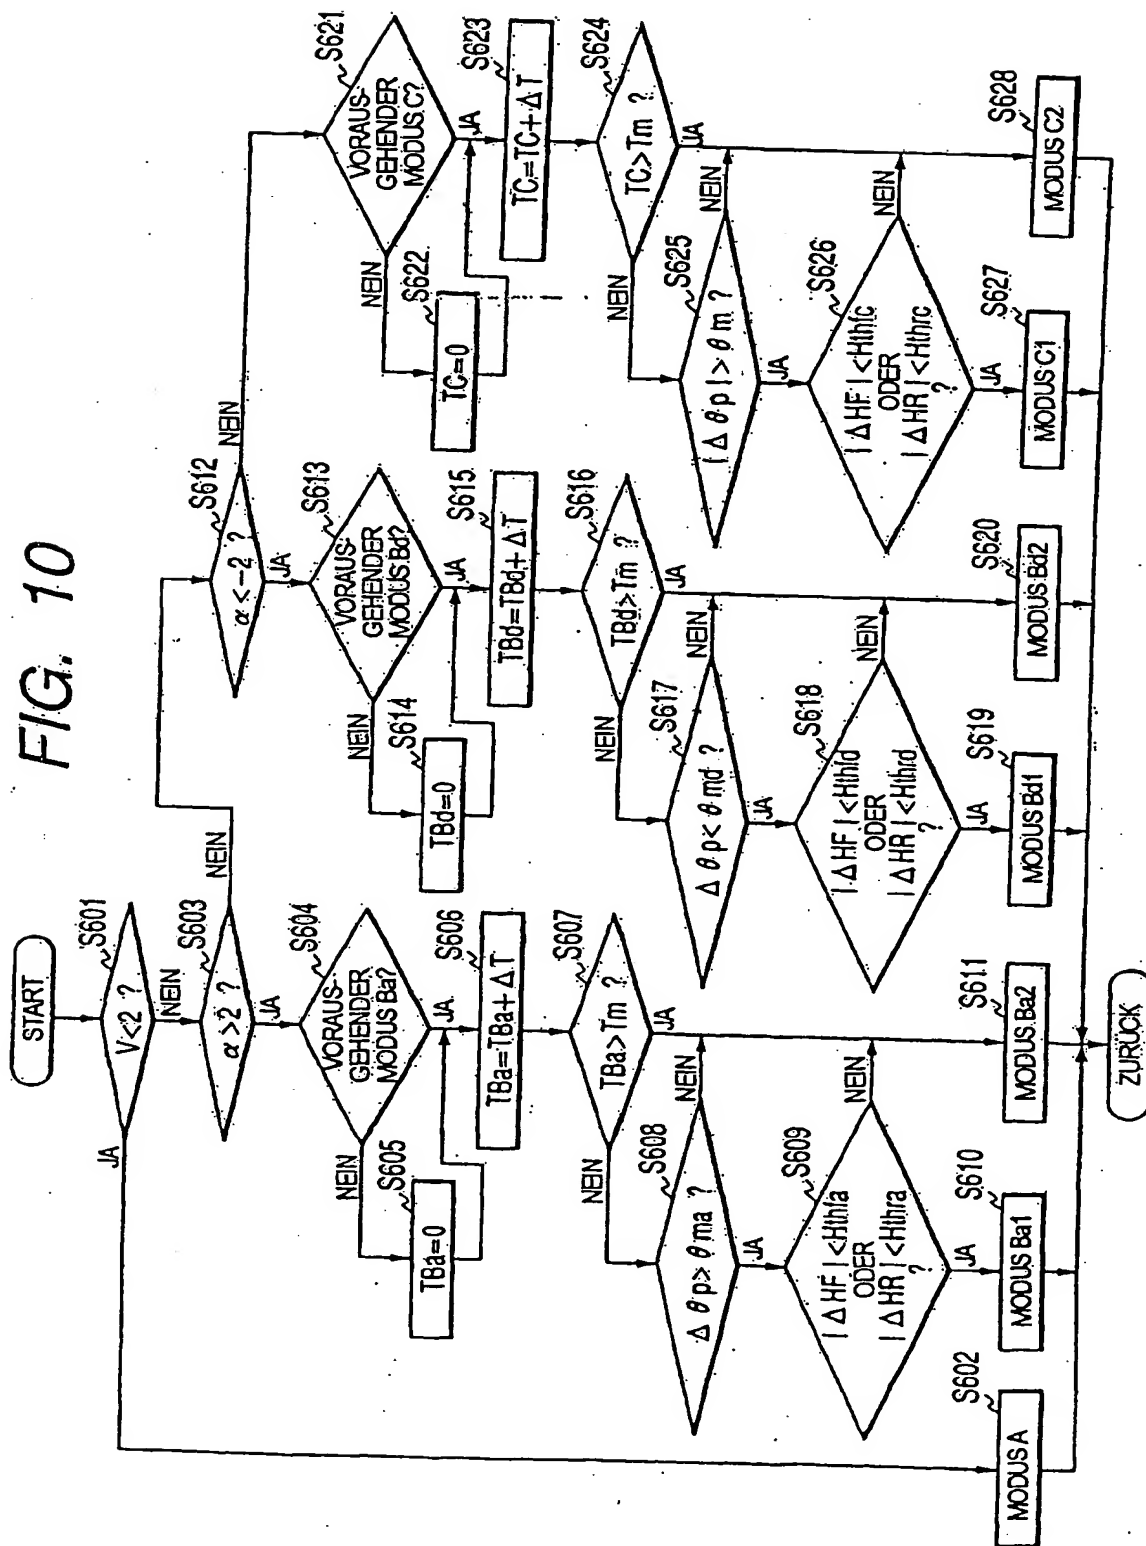 FIG. 10
START
S601
V<2 ?
JA
NEIN
S603
α >2 ?
NEIN
JA
S604
VORAUS-
GEHENDER
MODUS Ba?
NEIN
JA
S605
TBa=0
S606
TBa=TBa+ΔT
S607
TBa>Tm ?
NEIN
JA
S608
Δθp>θma ?
NEIN
JA
S609
|ΔHF|<Hthfa
ODER
|ΔHR|<Hthra
?
NEIN
JA
S602
MODUS A
S610
MODUS Ba1
S611
MODUS Ba2
S612
α <-2 ?
NEIN
JA
S613
VORAUS-
GEHENDER
MODUS Bd?
NEIN
JA
S614
TBd=0
S615
TBd=TBd+ΔT
S616
TBd>Tm ?
NEIN
JA
S617
Δθp<θmd ?
NEIN
JA
S618
|ΔHF|<Hthfd
ODER
|ΔHR|<Hthrd
?
NEIN
JA
S619
MODUS Bd1
S620
MODUS Bd2
S621
VORAUS-
GEHENDER
MODUS C?
NEIN
JA
S622
TC=0
S623
TC=TC+ΔT
S624
TC>Tm ?
NEIN
JA
S625
|Δθp|>θm ?
NEIN
JA
S626
|ΔHF|<Hthfc
ODER
|ΔHR|<Hthrc
?
NEIN
JA
S627
MODUS C1
S628
MODUS C2
ZURÜCK